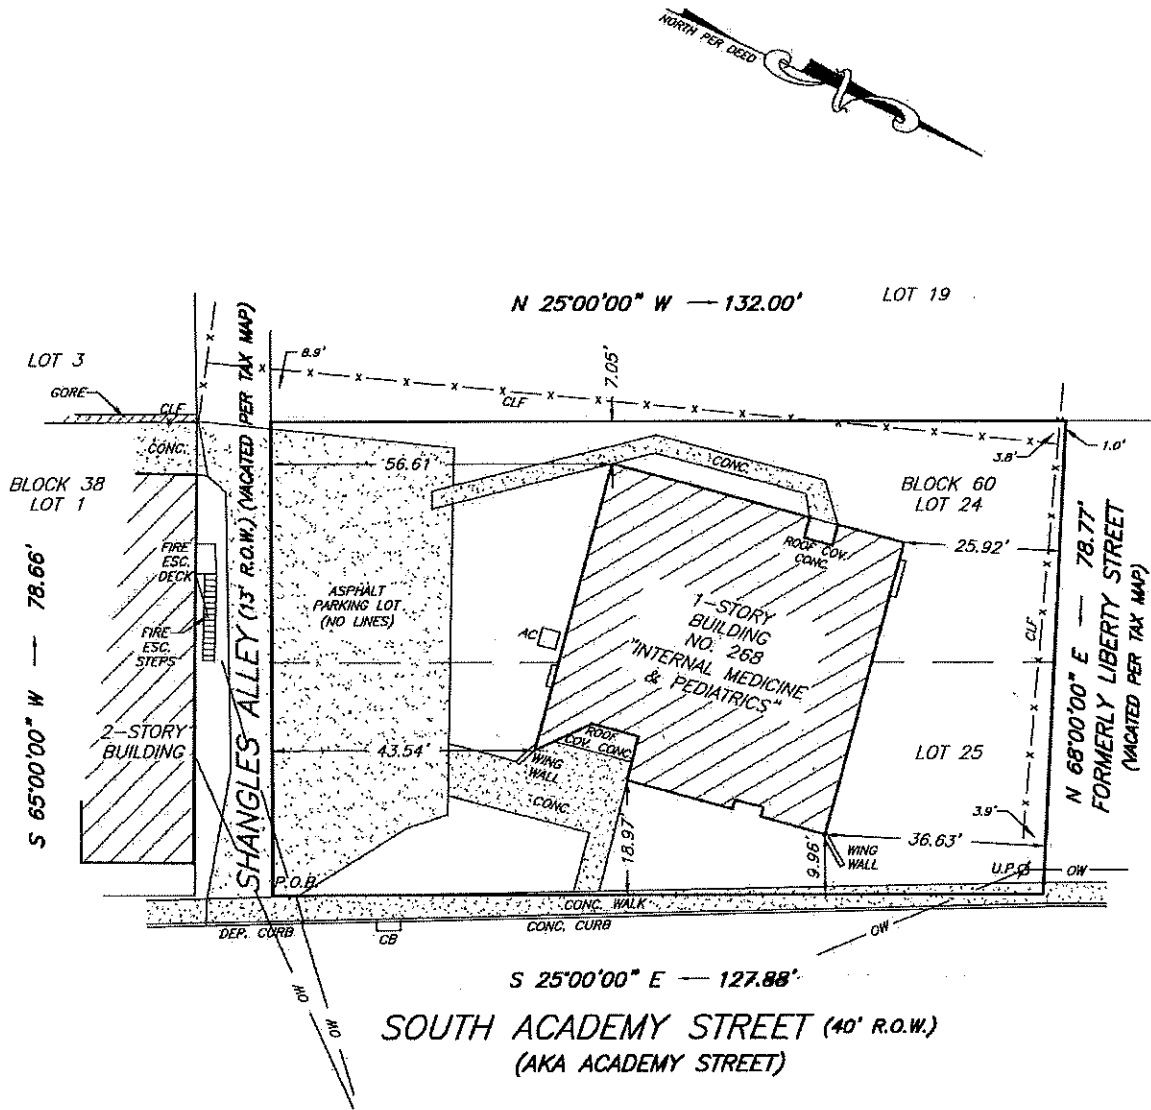 NORTH PER DEED
N 25°00'00" W — 132.00'
LOT 19
LOT 3
GORE
CLF
8.9'
7.05'
CLF
CONC.
56.61'
CONC.
3.8'
1.0'
BLOCK 38
LOT 1
BLOCK 60
LOT 24
S 65°00'00" W — 78.66'
SHANGLES ALLEY (13' R.O.W.) (VACATED PER TAX MAP)
FIRE
ESC.
DECK
ROOF COV.
CONC.
25.92'
ASPHALT
PARKING LOT
(NO LINES)
1-STORY
BUILDING
NO. 268
"INTERNAL MEDICINE
& PEDIATRICS"
AC
FIRE
ESC.
STEPS
CLF
N 68°00'00" E — 78.77'
FORMERLY LIBERTY STREET
(VACATED PER TAX MAP)
2-STORY
BUILDING
43.54'
ROOF
COV. CONC.
WING
WALL
CONC.
LOT 25
18.97'
9.96'
3.9'
36.63'
WING
WALL
U.P.
OW
P.O.B.
CONC. WALK
DEP. CURB
CB
CONC. CURB
OW
OW
OW
S 25°00'00" E — 127.88'
SOUTH ACADEMY STREET (40' R.O.W.)
(AKA ACADEMY STREET)